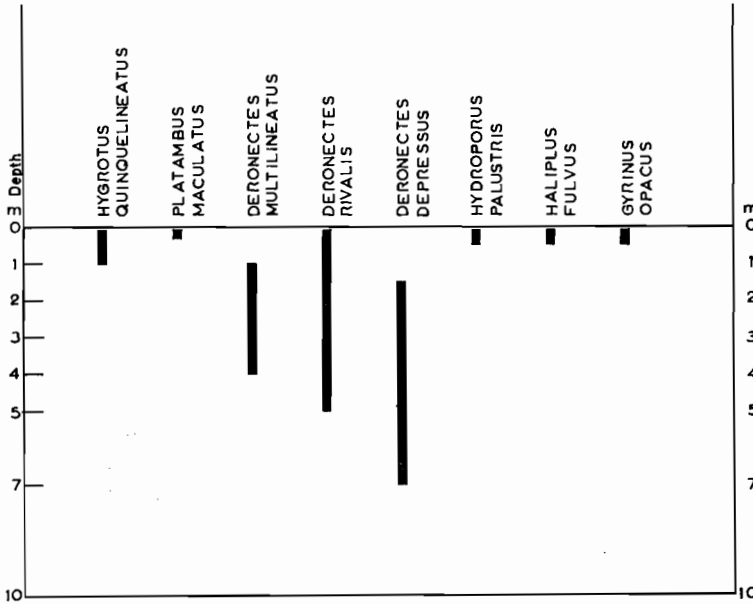 M Depth
HYGROTUS
QUINQUELINEATUS
PLATAMBUS
MACULATUS
DERONECTES
MULTILINEATUS
DERONECTES
RIVALIS
DERONECTES
DEPRESSUS
HYDROPORUS
PALUSTRIS
HALIPLUS
FULVUS
GYRINUS
OPACUS
M
0
1
2
3
4
5
7
10
0
1
2
3
4
5
7
10